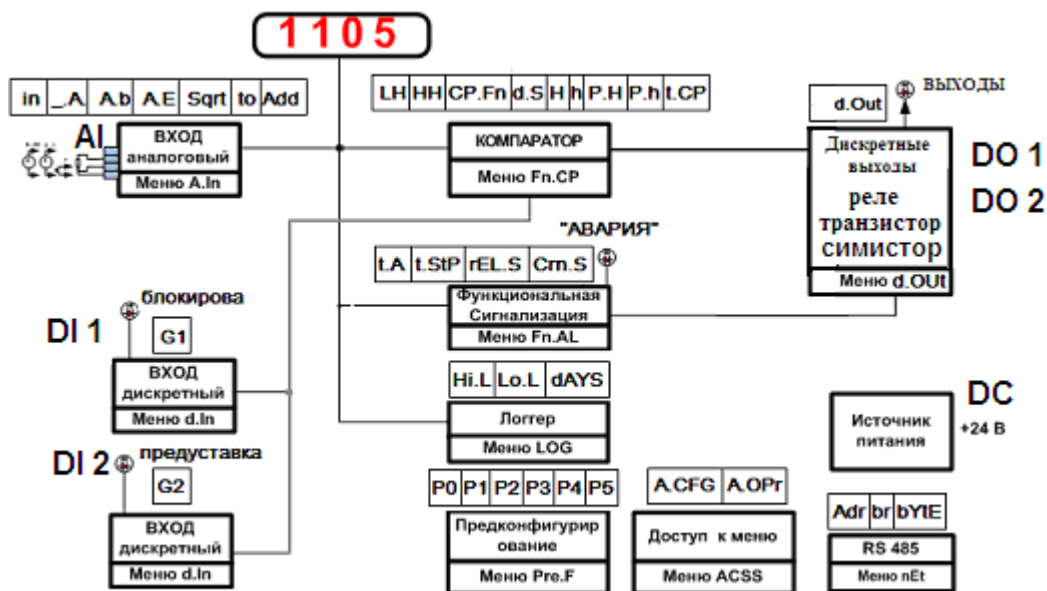 1105
in _.A. A.b A.E Sqrt to Add
LH HH CP.Fn d.S H h P.H P.h t.CP
d.Out
ВЫХОДЫ
AI
ВХОД
аналоговый
Меню A.In
КОМПАРАТОР
Меню Fn.CP
Дискретные
выходы
реле
транзистор
симистор
Меню d.OUt
DO 1
DO 2
"АВАРИЯ"
t.A t.StP rEL.S Crn.S
Функциональная
Сигнализация
Меню Fn.AL
блокирова
DI 1
G1
ВХОД
дискретный
Меню d.In
Hi.L Lo.L dAYS
Логгер
Меню LOG
DC
Источник
питания
+24 В
DI 2
предуставка
G2
ВХОД
дискретный
Меню d.In
P0 P1 P2 P3 P4 P5
Предконфигурир
ование
Меню Pre.F
A.CFG A.OPr
Доступ к меню
Меню ACSS
Adr br bYtE
RS 485
Меню nEt